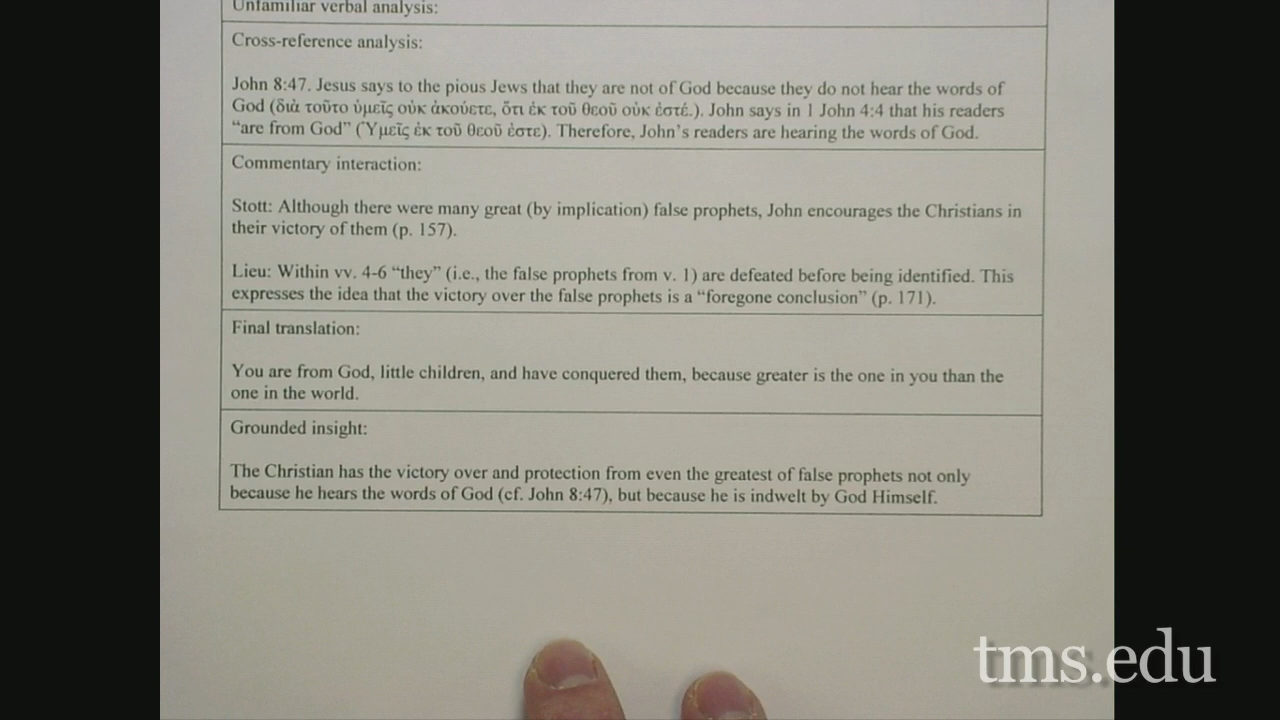 Unfamiliar verbal analysis:
Cross-reference analysis:
John 8:47. Jesus says to the pious Jews that they are not of God because they do not hear the words of
God (διὰ τοῦτο ὑμεῖς οὐκ ἀκούετε, ὅτι ἐκ τοῦ θεοῦ οὐκ ἐστέ.). John says in 1 John 4:4 that his readers
“are from God” (Ὑμεῖς ἐκ τοῦ θεοῦ ἐστε). Therefore, John’s readers are hearing the words of God.
Commentary interaction:
Stott: Although there were many great (by implication) false prophets, John encourages the Christians in
their victory of them (p. 157).
Lieu: Within vv. 4-6 “they” (i.e., the false prophets from v. 1) are defeated before being identified. This
expresses the idea that the victory over the false prophets is a “foregone conclusion” (p. 171).
Final translation:
You are from God, little children, and have conquered them, because greater is the one in you than the
one in the world.
Grounded insight:
The Christian has the victory over and protection from even the greatest of false prophets not only
because he hears the words of God (cf. John 8:47), but because he is indwelt by God Himself.
tms.edu